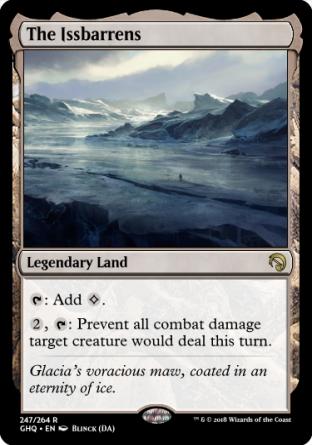 The Issbarrens
Legendary Land
: Add .
2, : Prevent all combat damage
target creature would deal this turn.
Glacia's voracious maw, coated in an
eternity of ice.
247/264 R
GHQ • EN Blinck (DA)
™ & © 2018 Wizards of the Coast